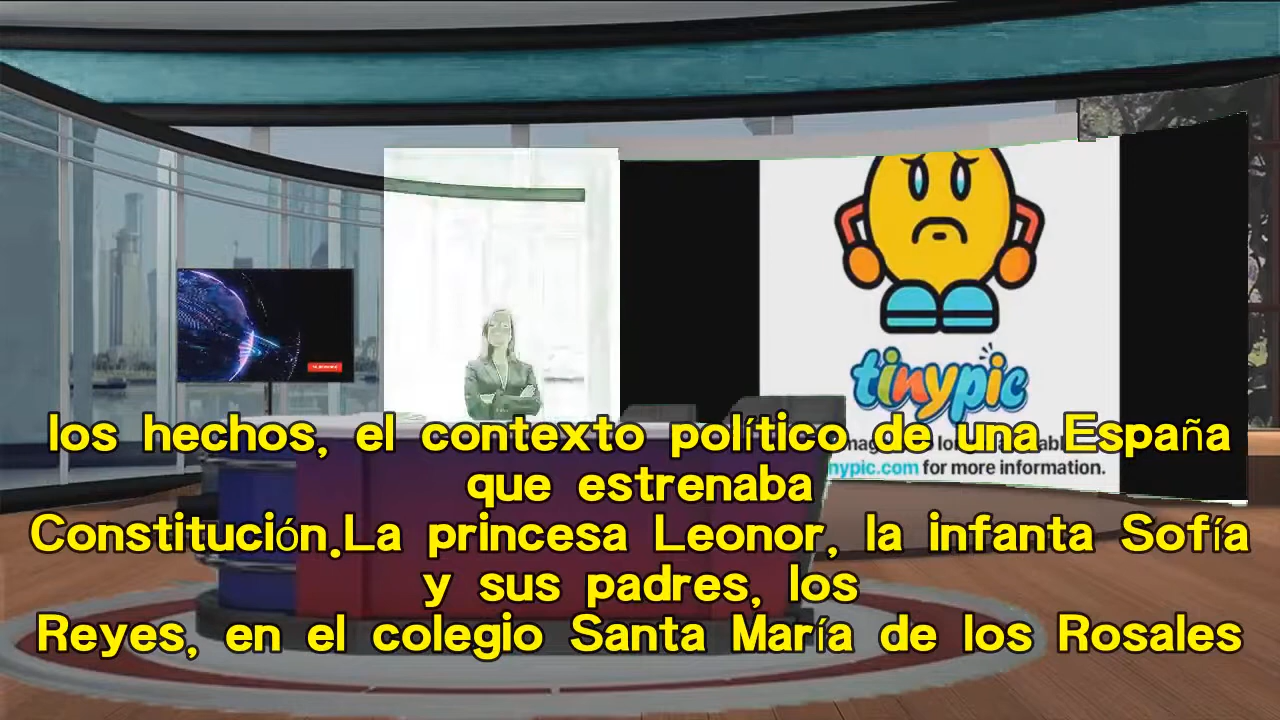 tinypic
los hechos, el contexto político de una España
nypic.com for more information.
que estrenaba
Constitución.La princesa Leonor, la infanta Sofía
y sus padres, los
Reyes, en el colegio Santa María de los Rosales